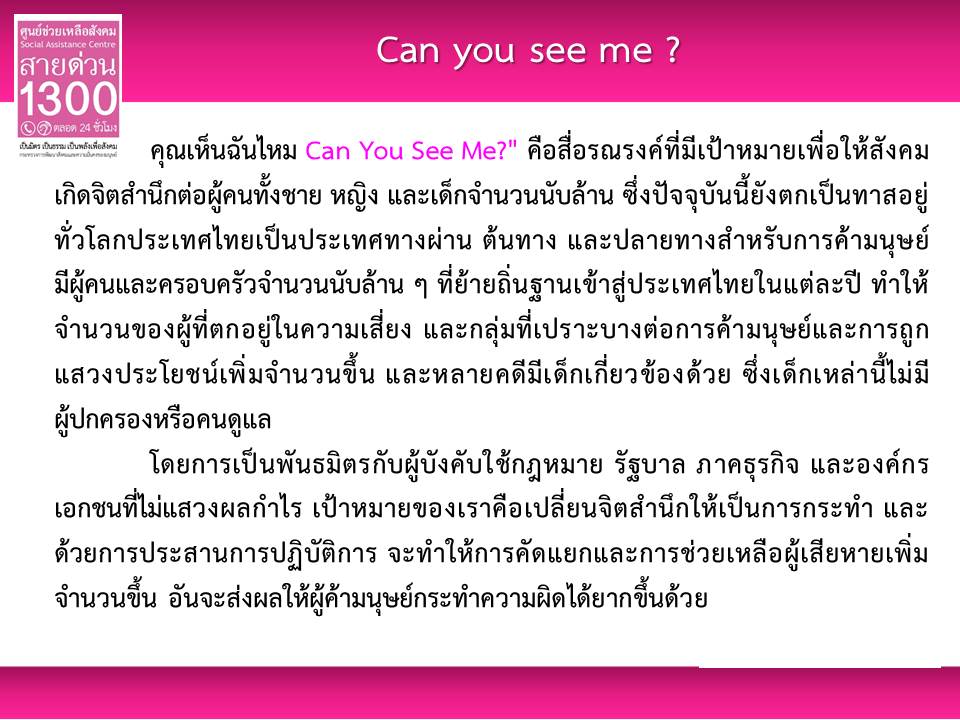 ศูนย์ช่วยเหลือสังคม
Social Assistance Centre
สายด่วน
1300
ตลอด 24 ชั่วโมง
เป็นมิตร เป็นธรรม เป็นพลังเพื่อสังคม
กระทรวงการพัฒนาสังคมและความมั่นคงของมนุษย์
Can you see me ?
คุณเห็นฉันไหม Can You See Me?" คือสื่อรณรงค์ที่มีเป้าหมายเพื่อให้สังคม
เกิดจิตสำนึกต่อผู้คนทั้งชาย หญิง และเด็กจำนวนนับล้าน ซึ่งปัจจุบันนี้ยังตกเป็นทาสอยู่
ทั่วโลกประเทศไทยเป็นประเทศทางผ่าน ต้นทาง และปลายทางสำหรับการค้ามนุษย์
มีผู้คนและครอบครัวจำนวนนับล้าน ๆ ที่ย้ายถิ่นฐานเข้าสู่ประเทศไทยในแต่ละปี ทำให้
จำนวนของผู้ที่ตกอยู่ในความเสี่ยง และกลุ่มที่เปราะบางต่อการค้ามนุษย์และการถูก
แสวงประโยชน์เพิ่มจำนวนขึ้น และหลายคดีมีเด็กเกี่ยวข้องด้วย ซึ่งเด็กเหล่านี้ไม่มี
ผู้ปกครองหรือคนดูแล
โดยการเป็นพันธมิตรกับผู้บังคับใช้กฎหมาย รัฐบาล ภาคธุรกิจ และองค์กร
เอกชนที่ไม่แสวงผลกำไร เป้าหมายของเราคือเปลี่ยนจิตสำนึกให้เป็นการกระทำ และ
ด้วยการประสานการปฏิบัติการ จะทำให้การคัดแยกและการช่วยเหลือผู้เสียหายเพิ่ม
จำนวนขึ้น อันจะส่งผลให้ผู้ค้ามนุษย์กระทำความผิดได้ยากขึ้นด้วย